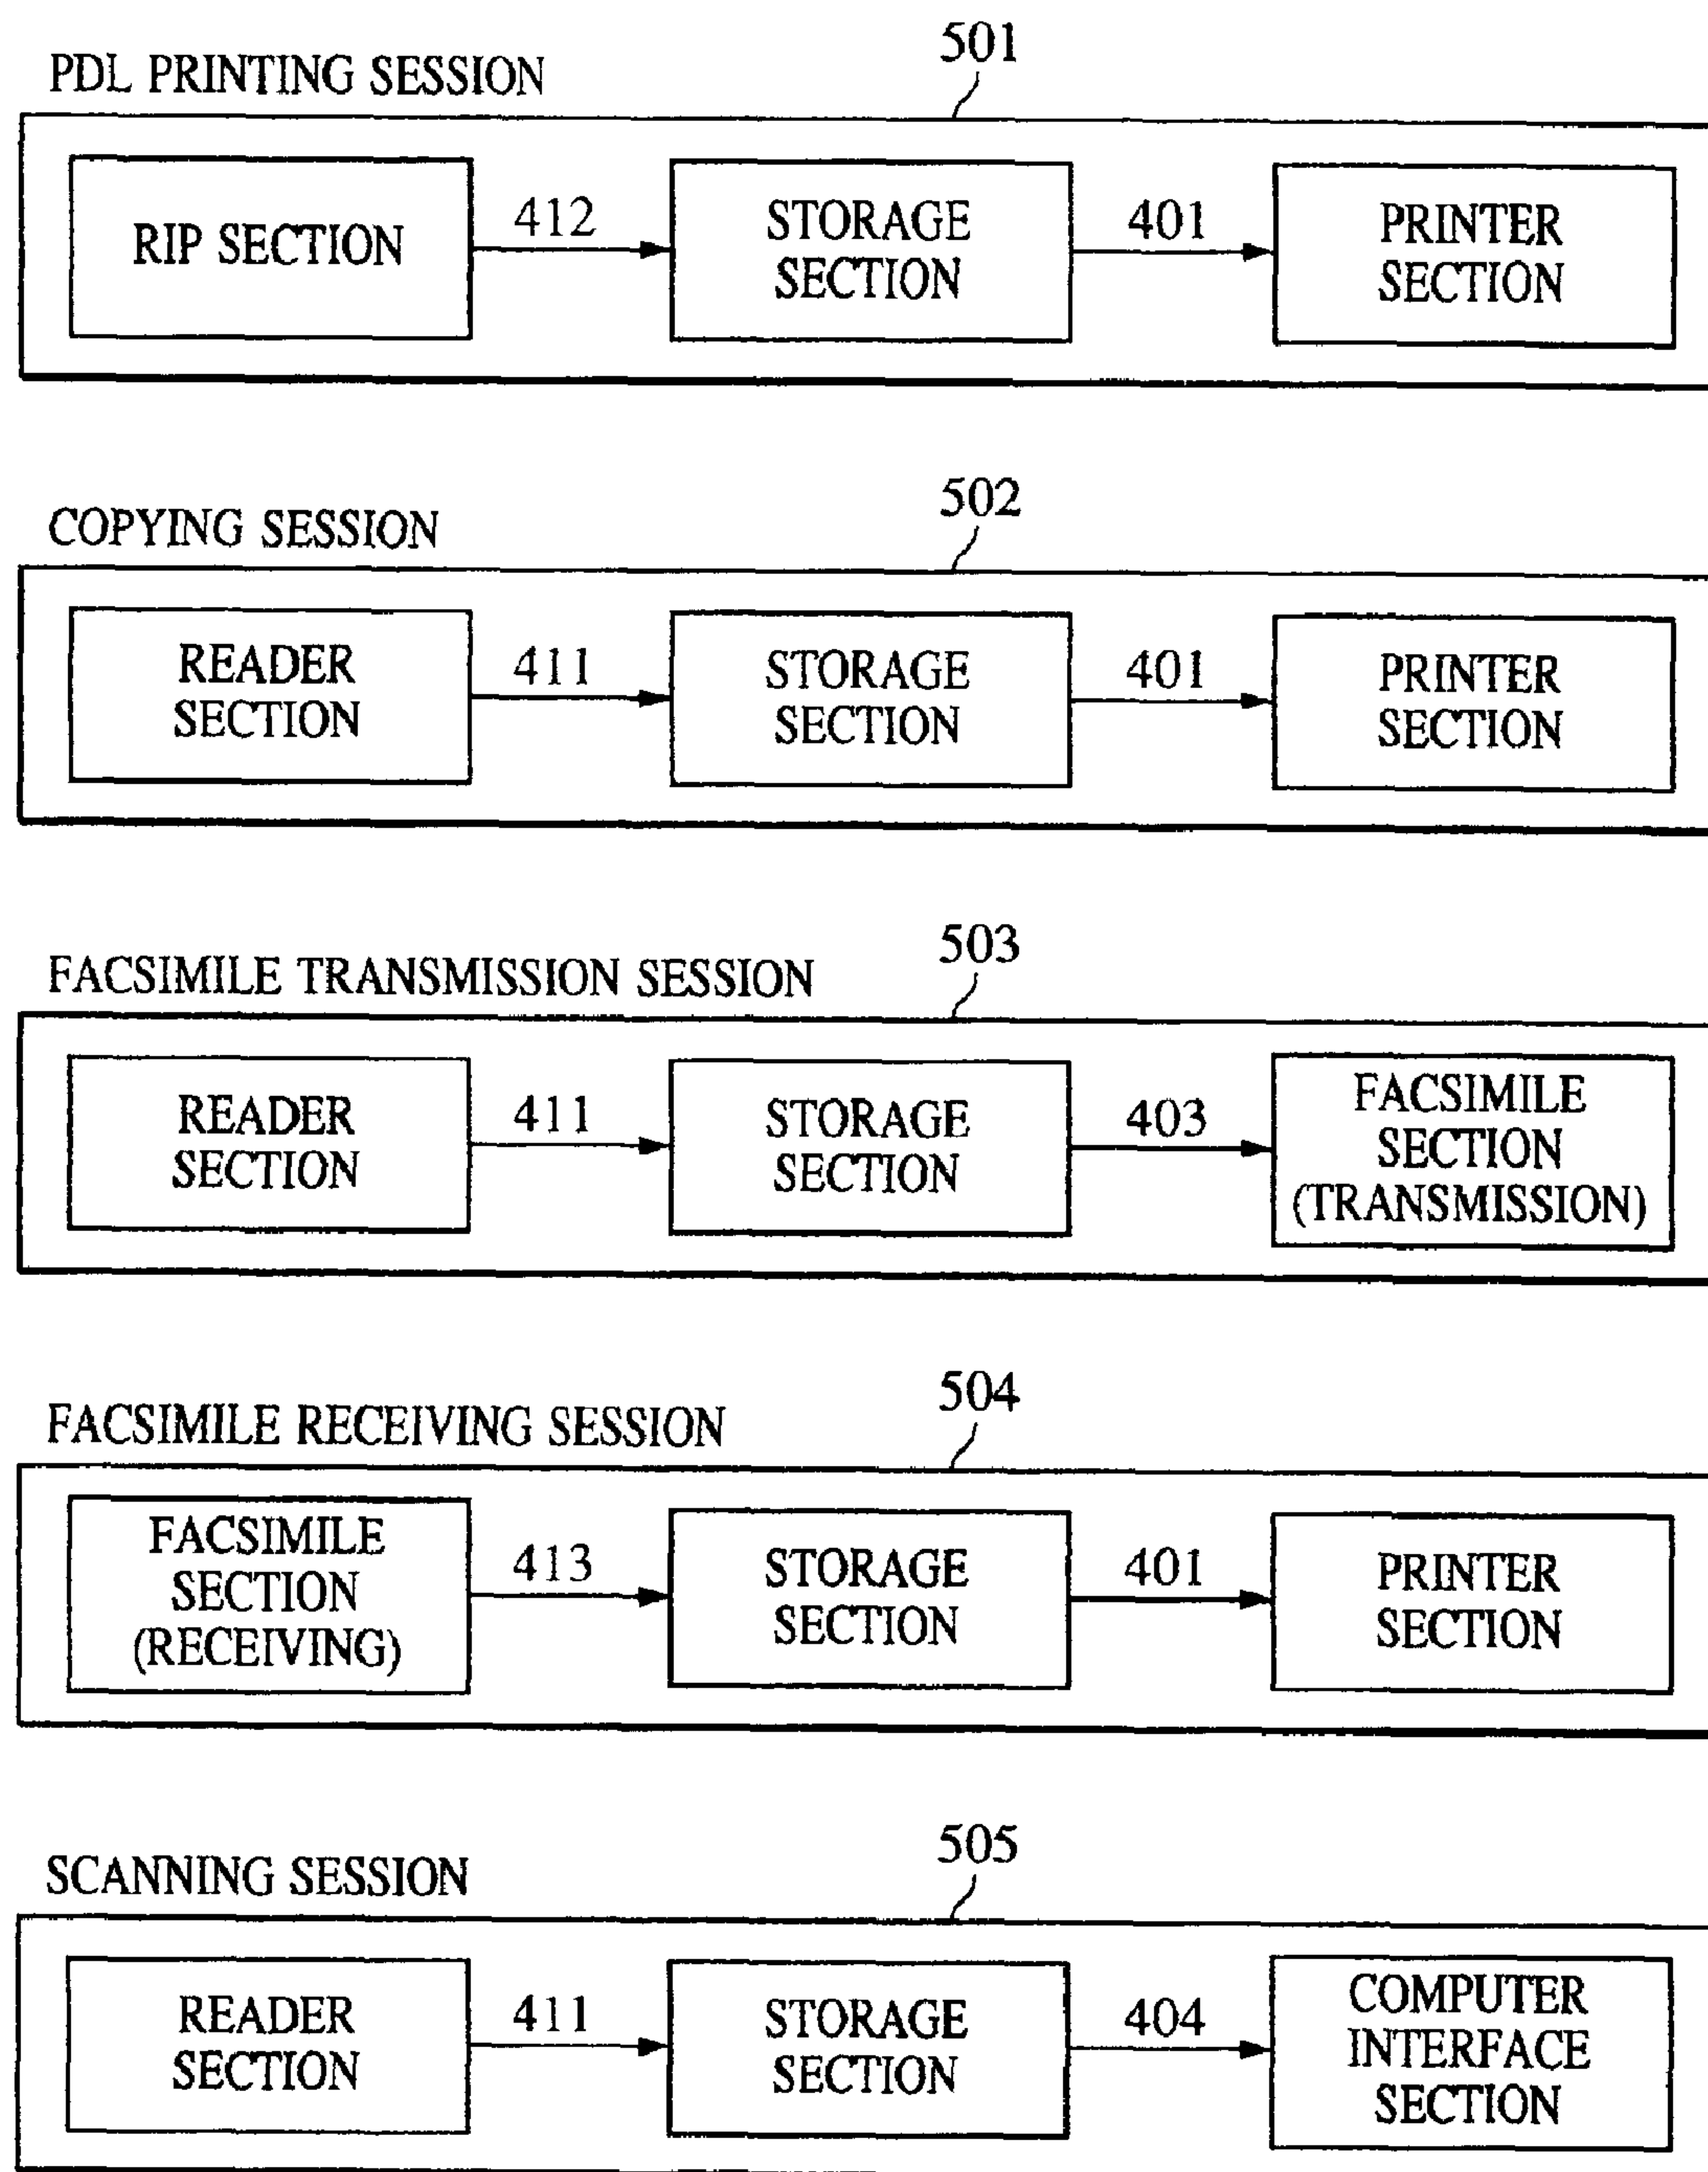 501
PDL PRINTING SESSION
RIP SECTION
412
STORAGE
SECTION
401
PRINTER
SECTION
502
COPYING SESSION
READER
SECTION
411
STORAGE
SECTION
401
PRINTER
SECTION
503
FACSIMILE TRANSMISSION SESSION
READER
SECTION
411
STORAGE
SECTION
403
FACSIMILE
SECTION
(TRANSMISSION)
504
FACSIMILE RECEIVING SESSION
FACSIMILE
SECTION
(RECEIVING)
413
STORAGE
SECTION
401
PRINTER
SECTION
505
SCANNING SESSION
READER
SECTION
411
STORAGE
SECTION
404
COMPUTER
INTERFACE
SECTION